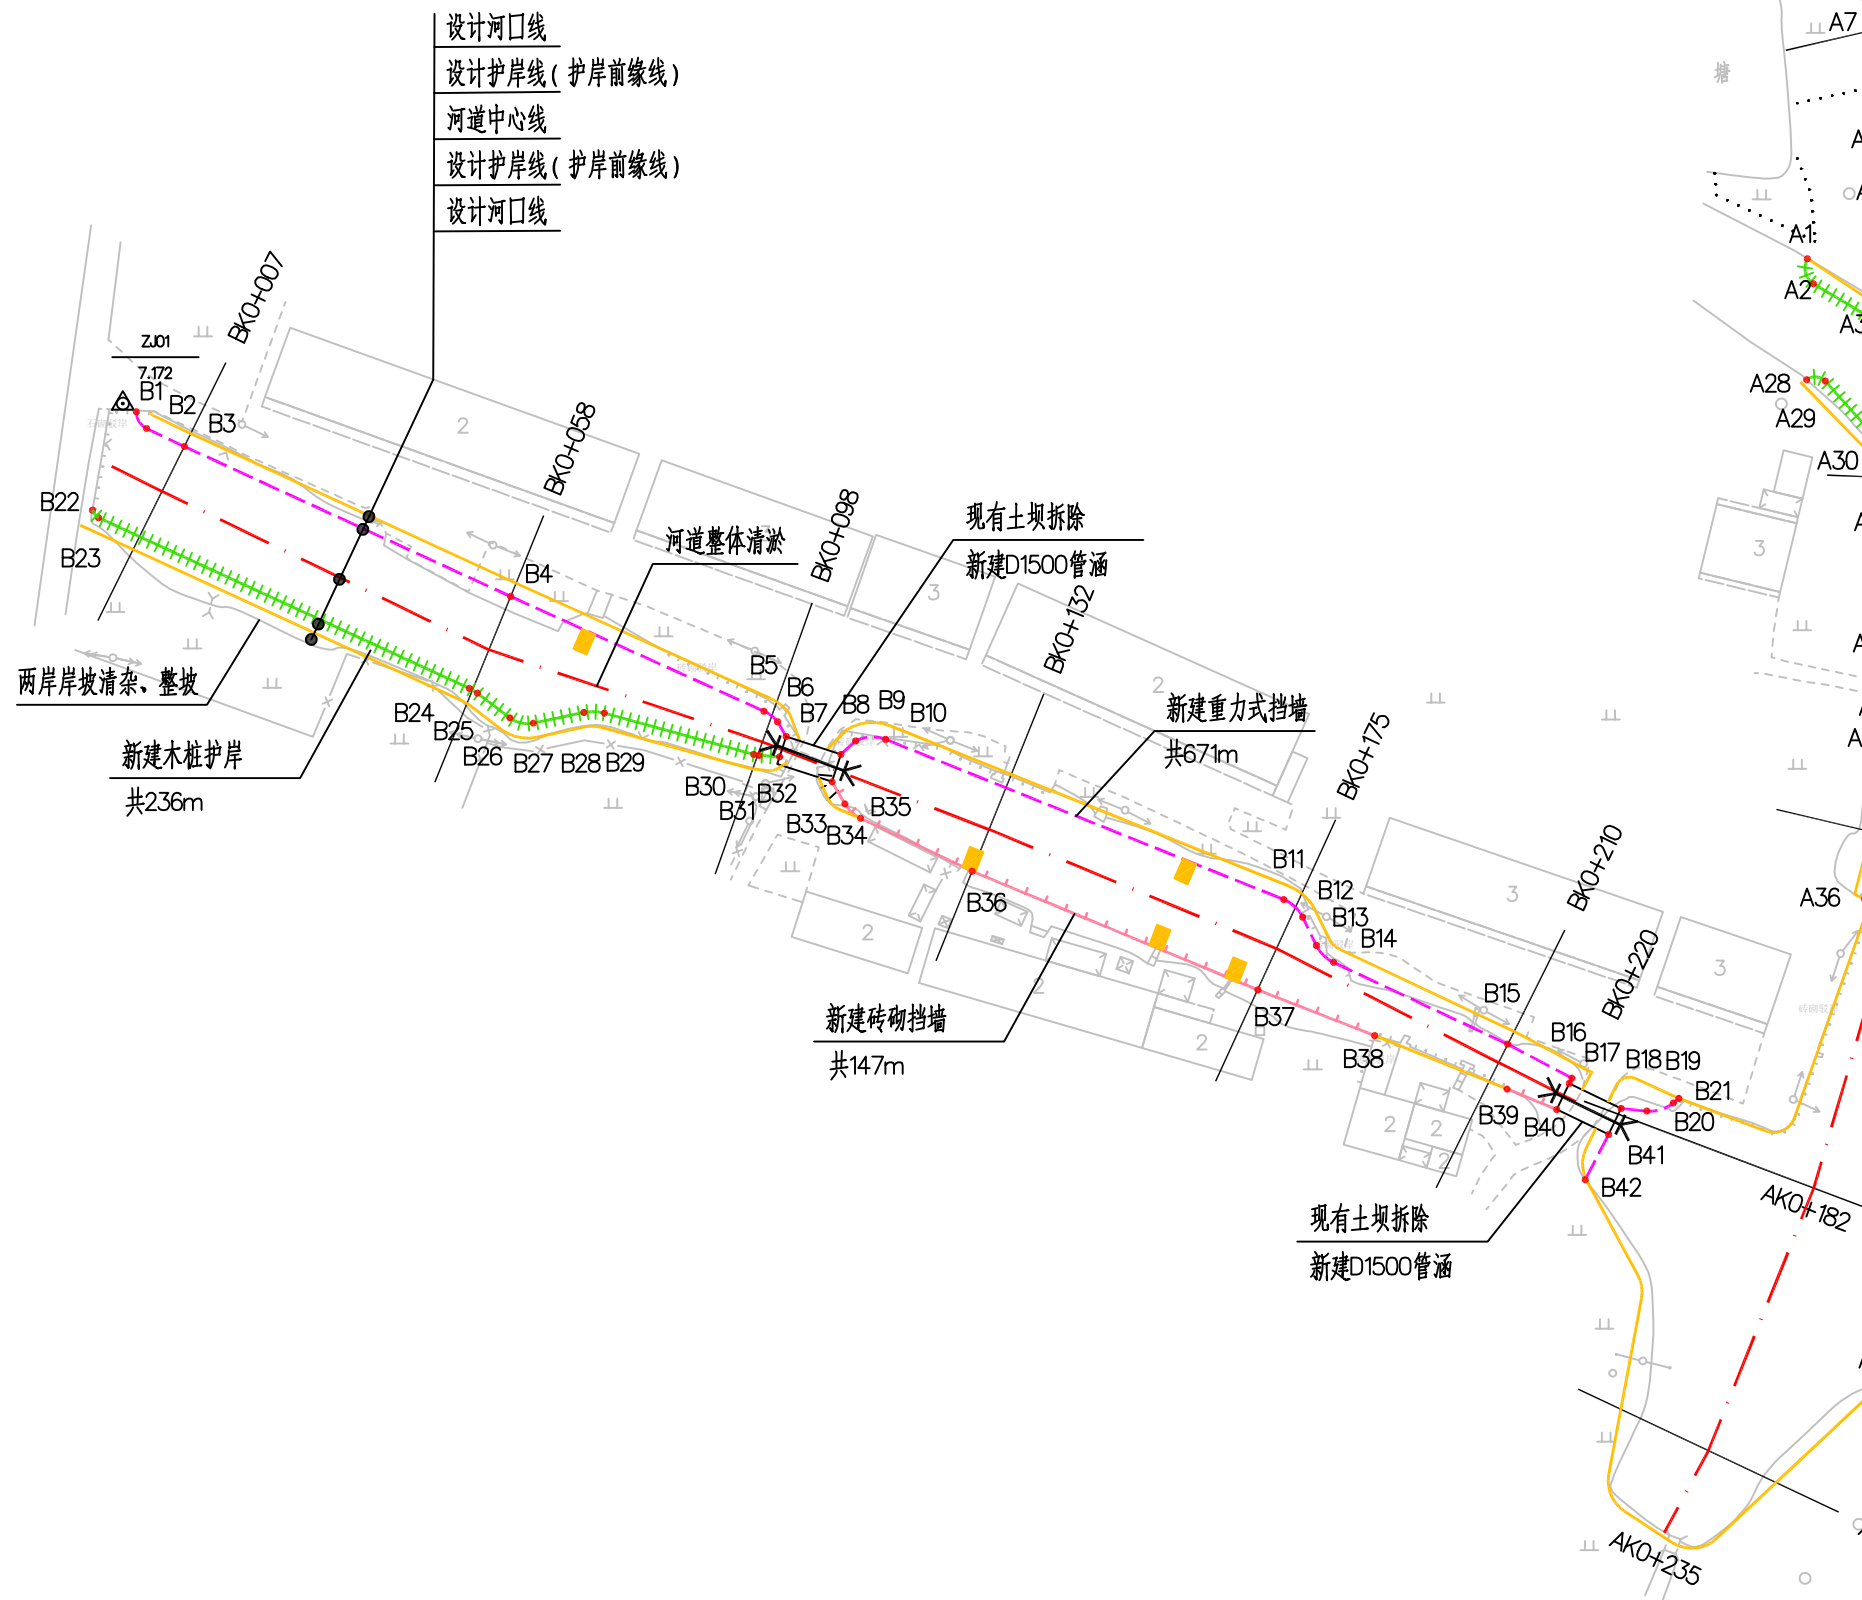 设计河口线
设计护岸线(护岸前缘线)
河道中心线
设计护岸线(护岸前缘线)
设计河口线
A7
塘
A1
A2
A28
A29
A30
A36
BK0+007
BK0+058
BK0+098
BK0+132
BK0+175
BK0+210
BK0+220
ZJ01
7.172
B1
B2
B3
B4
B5
B6
B7
B8
B9
B10
B11
B12
B13
B14
B15
B16
B17
B18
B19
B20
B21
B22
B23
B24
B25
B26
B27
B28
B29
B30
B31
B32
B33
B34
B35
B36
B37
B38
B39
B40
B41
B42
河道整体清淤
现有土坝拆除
新建D1500管涵
两岸岸坡清杂、整坡
新建木桩护岸
共236m
新建重力式挡墙
共671m
新建砖砌挡墙
共147m
现有土坝拆除
新建D1500管涵
AK0+182
AK0+235
2
3
2
3
2
2
2
3
3
2
2
2
砖砌驳岸